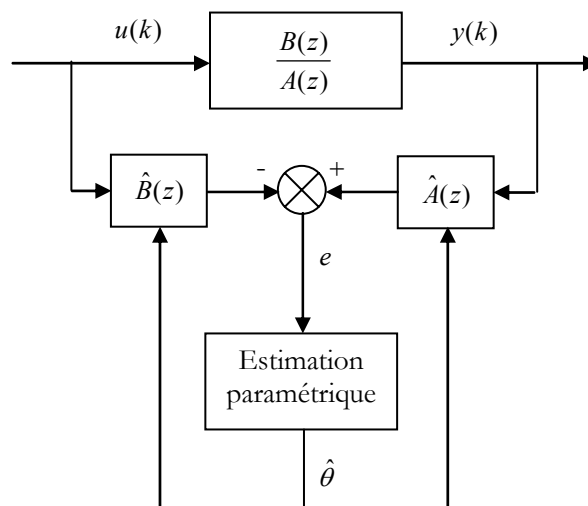 u(k)
B(z)
A(z)
y(k)
-
+
B̂(z)
Â(z)
e
Estimation
paramétrique
θ̂